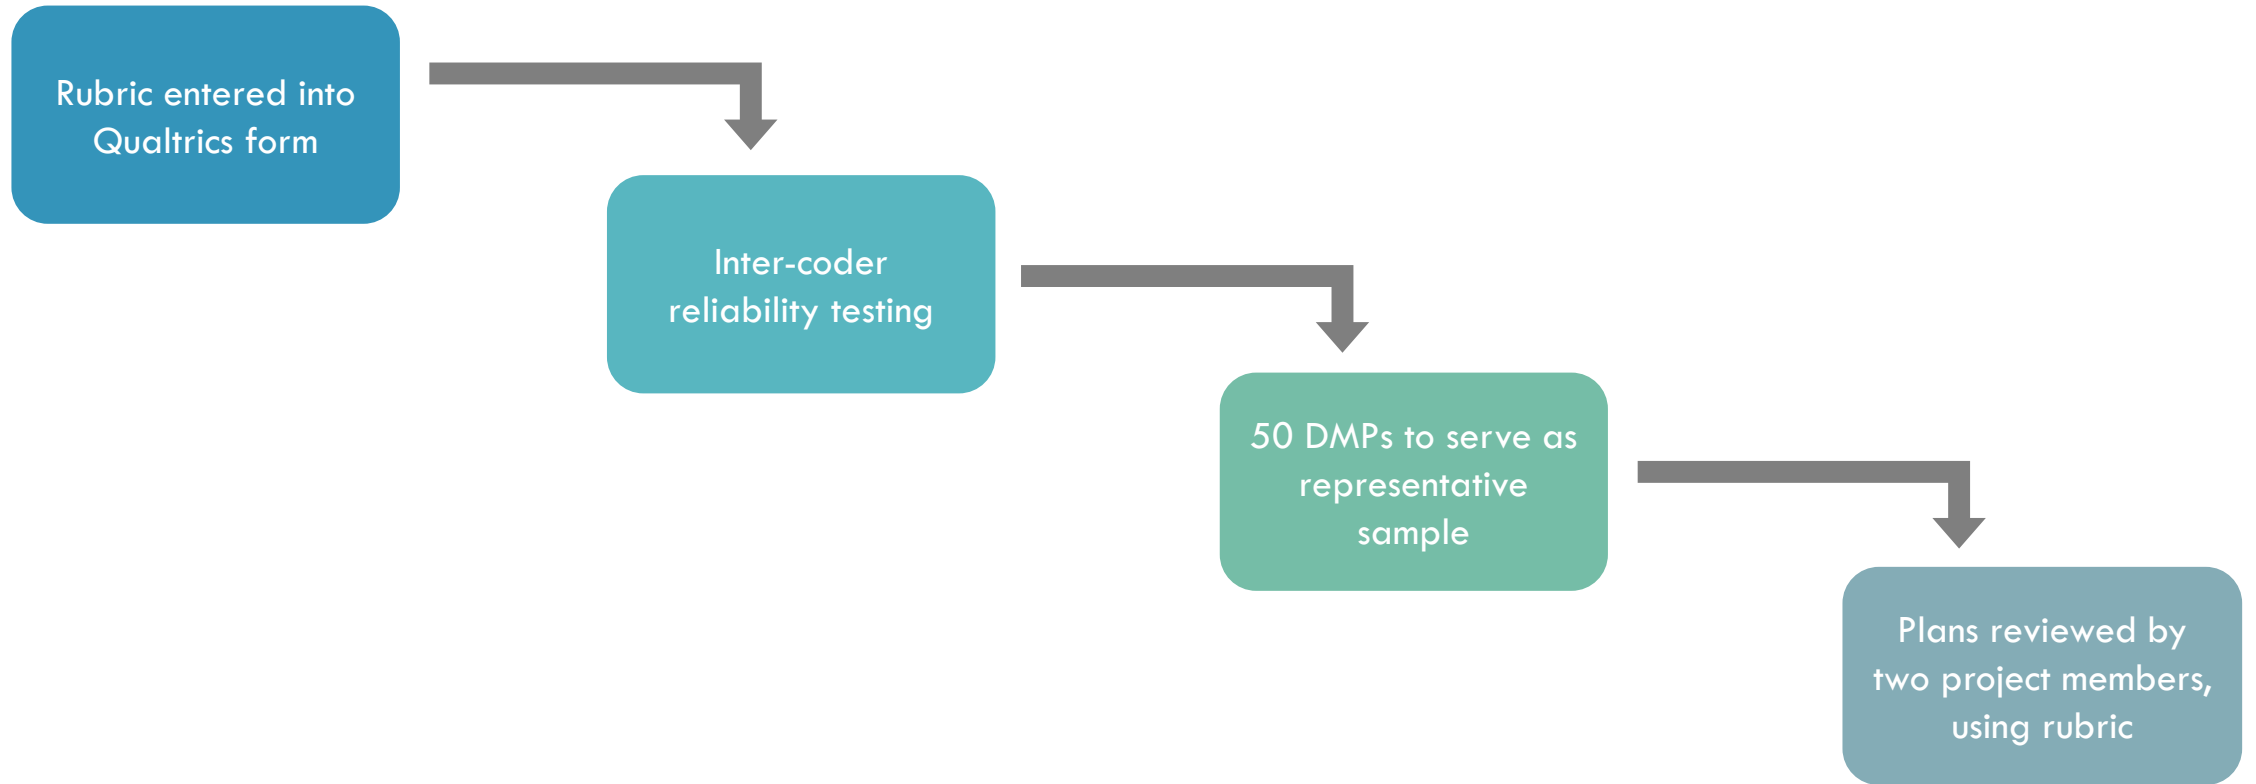 Rubric entered into
Qualtrics form
Inter-coder
reliability testing
50 DMPs to serve as
representative
sample
Plans reviewed by
two project members,
using rubric